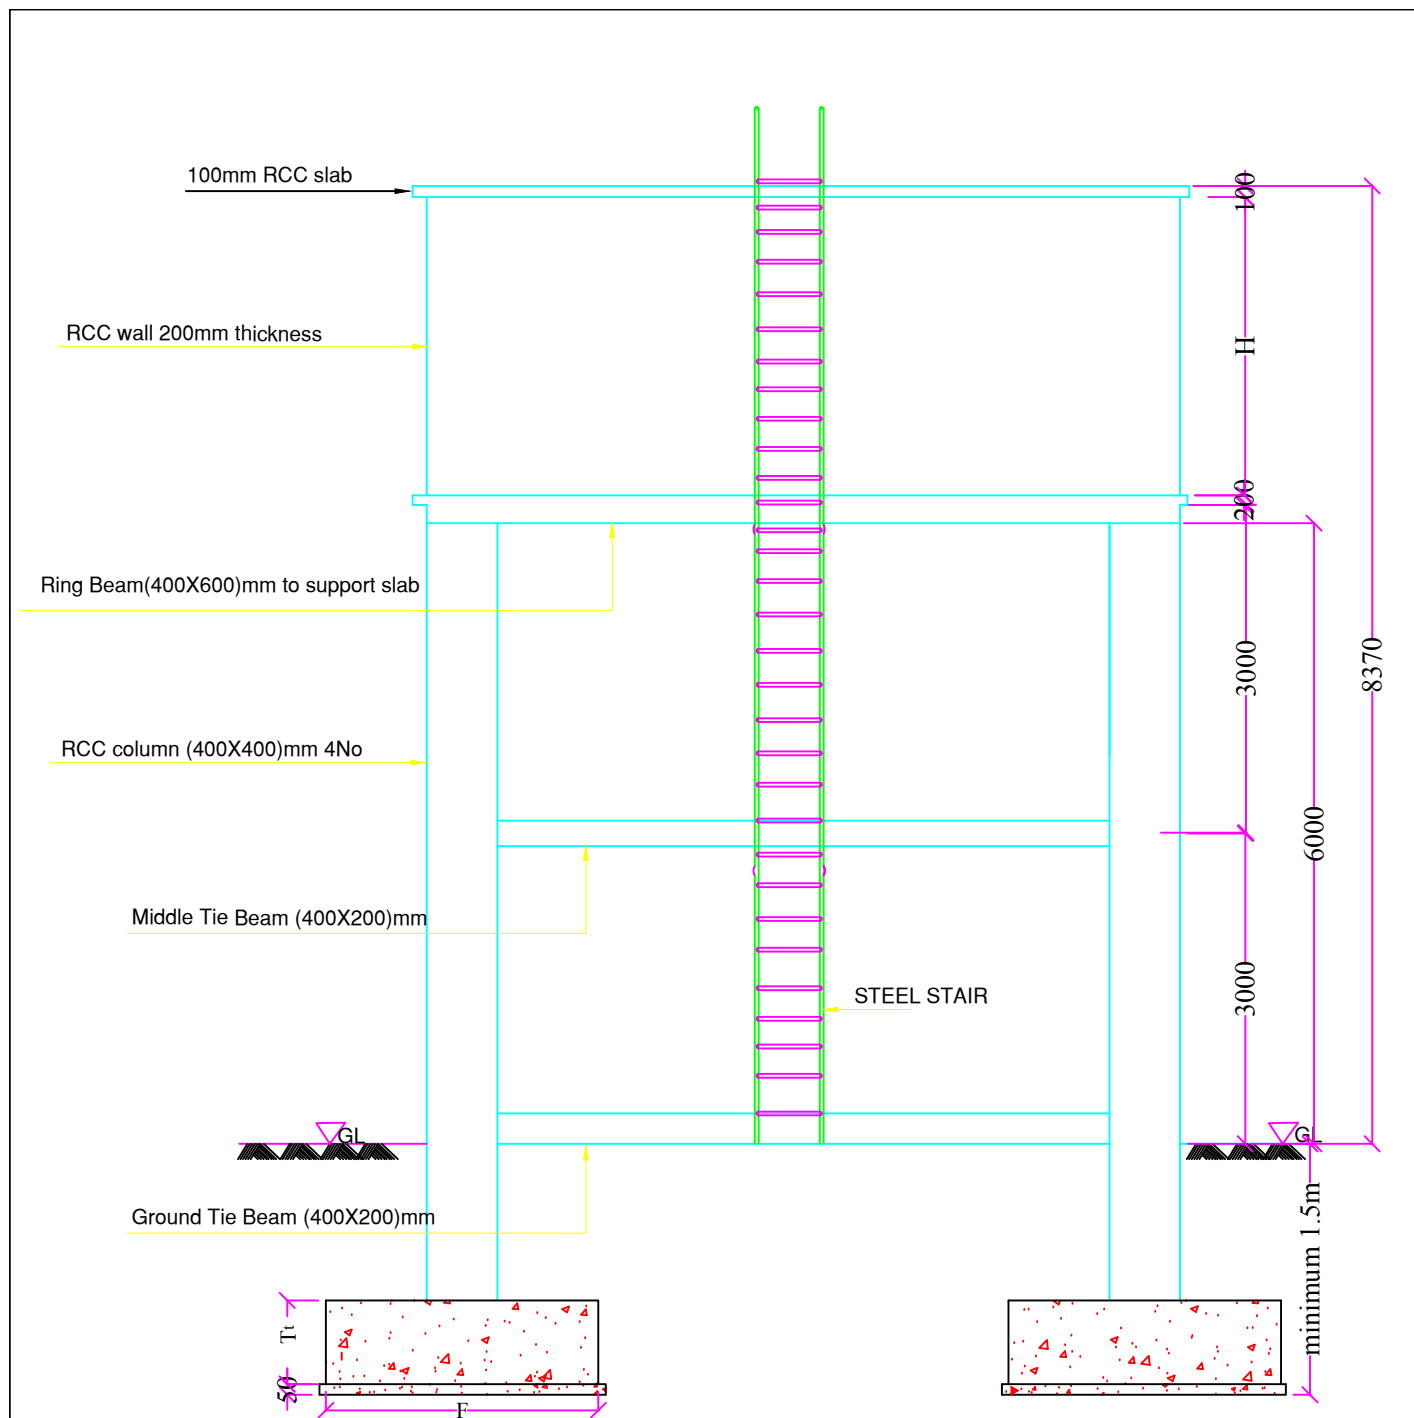 100mm RCC slab
100
RCC wall 200mm thickness
H
200
Ring Beam(400X600)mm to support slab
3000
8370
RCC column (400X400)mm 4No
6000
Middle Tie Beam (400X200)mm
3000
STEEL STAIR
GL
GL
Ground Tie Beam (400X200)mm
minimum 1.5m
Tt
50
F